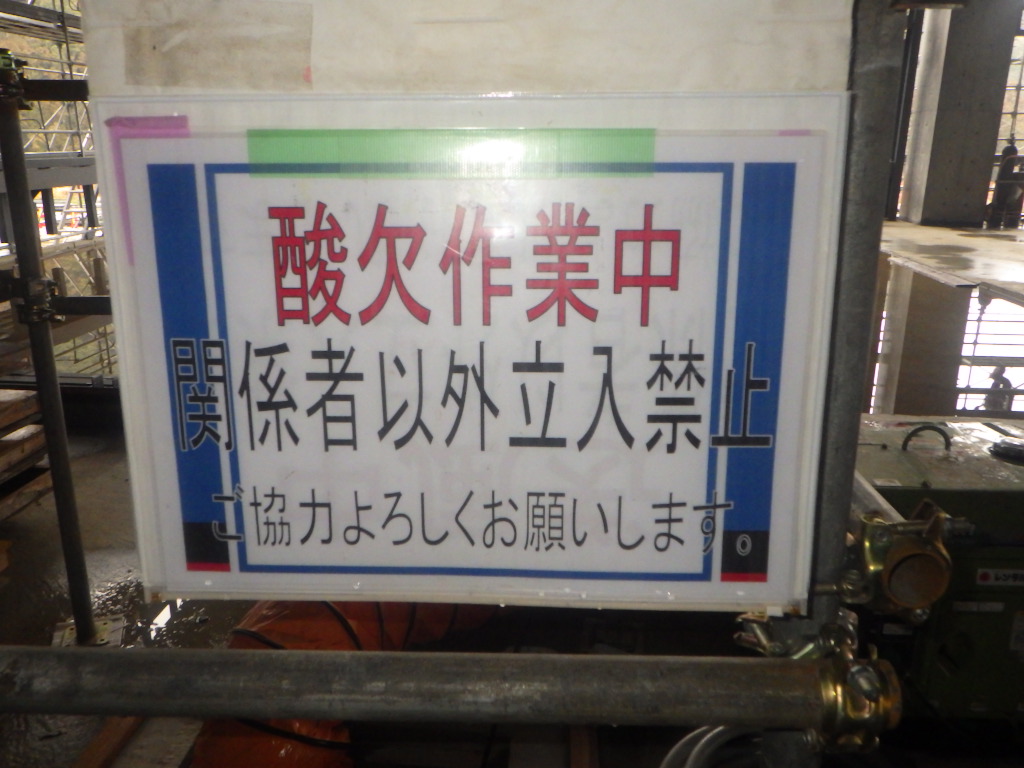 酸欠作業中
関係者以外立入禁止
ご協力よろしくお願いします。